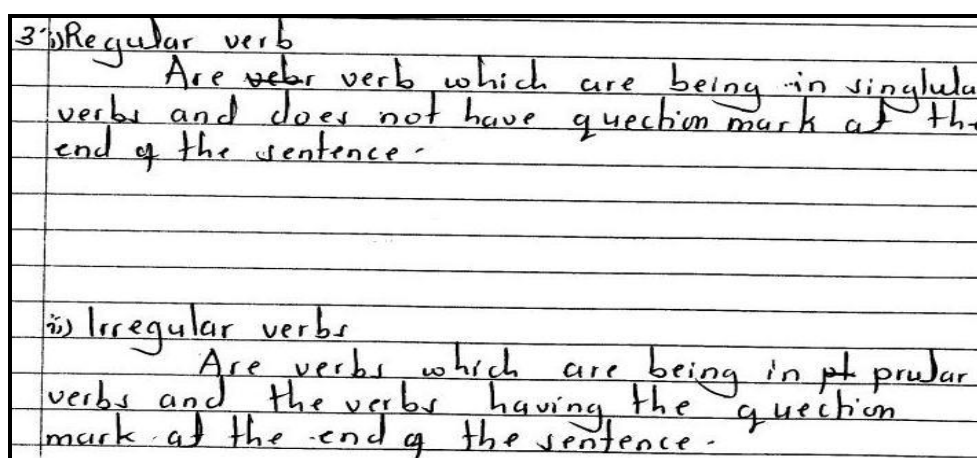 3 i) Regular verb
Are verb which are being in singlula
verbs and does not have quechion mark at the
end of the sentence.
ii) Irregular verbs
Are verbs which are being in prular
verbs and the verbs having the quechion
mark at the end of the sentence.